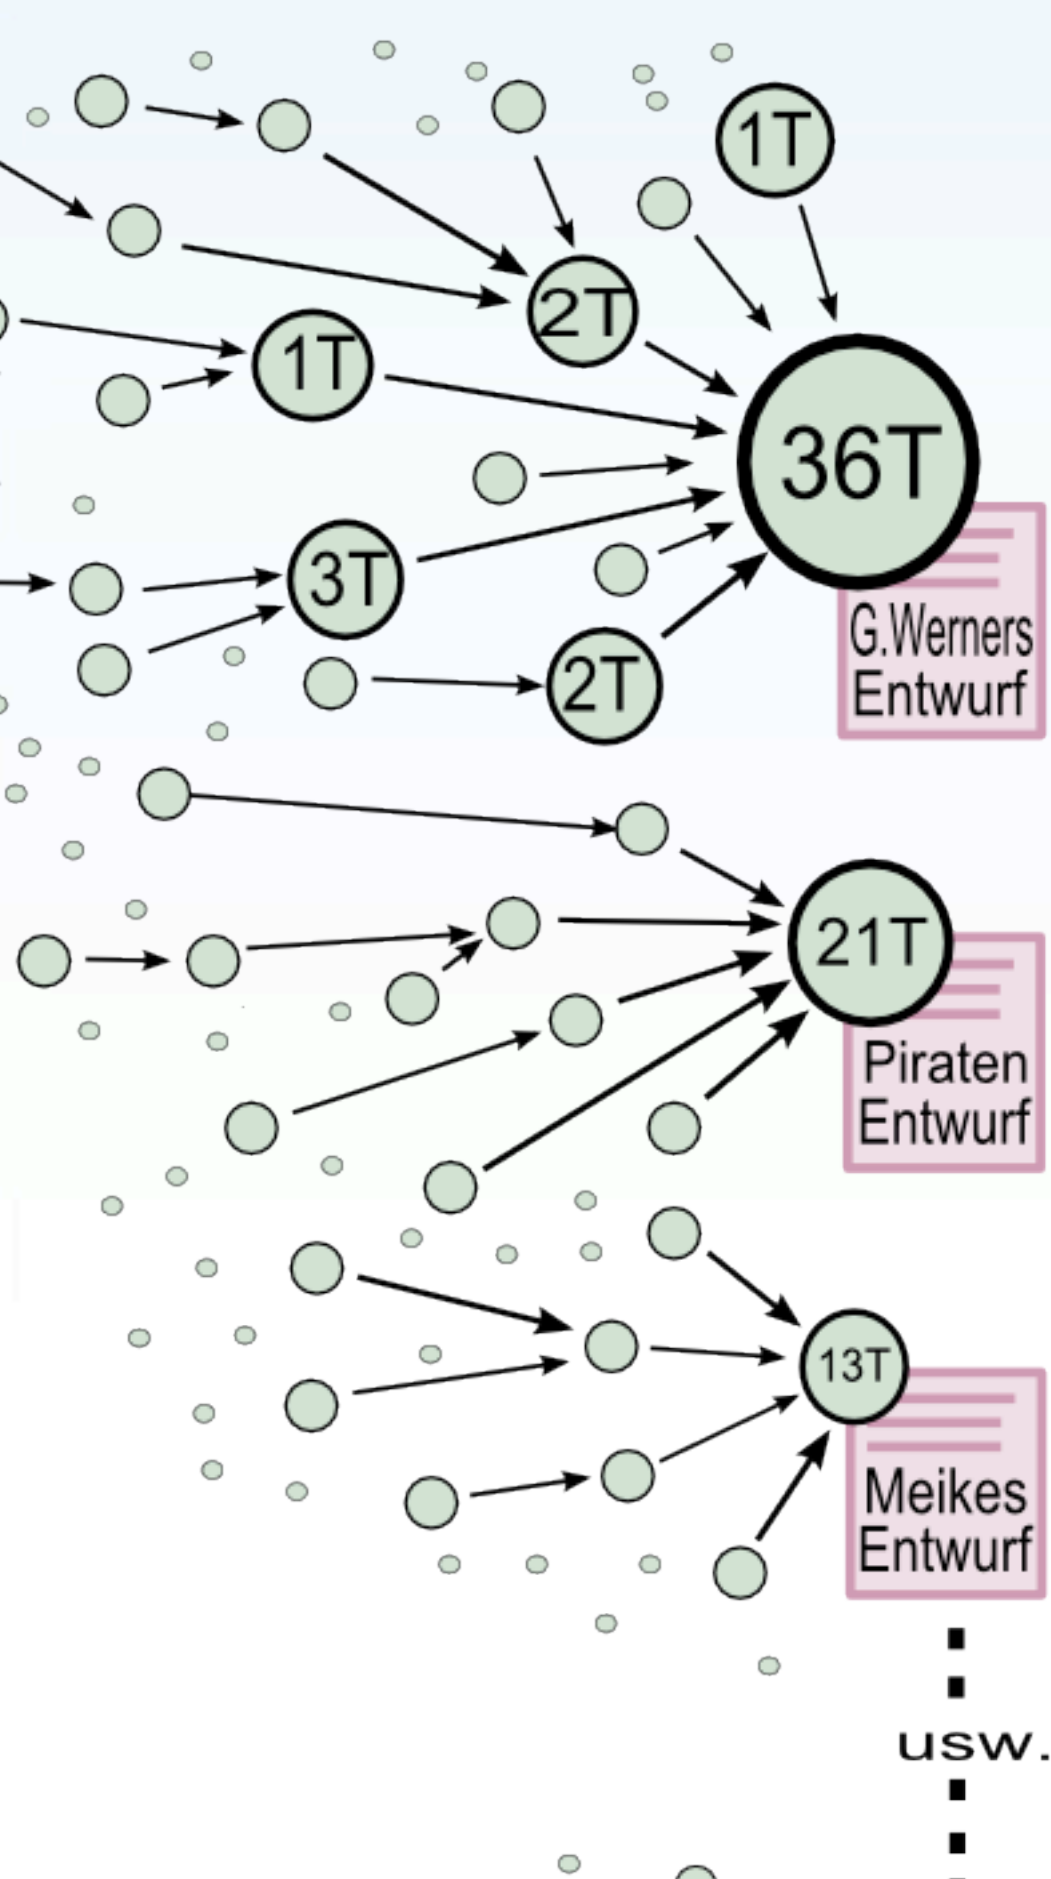 1T
2T
1T
36T
3T
G.Werners
Entwurf
2T
21T
Piraten
Entwurf
13T
Meikes
Entwurf
usw.